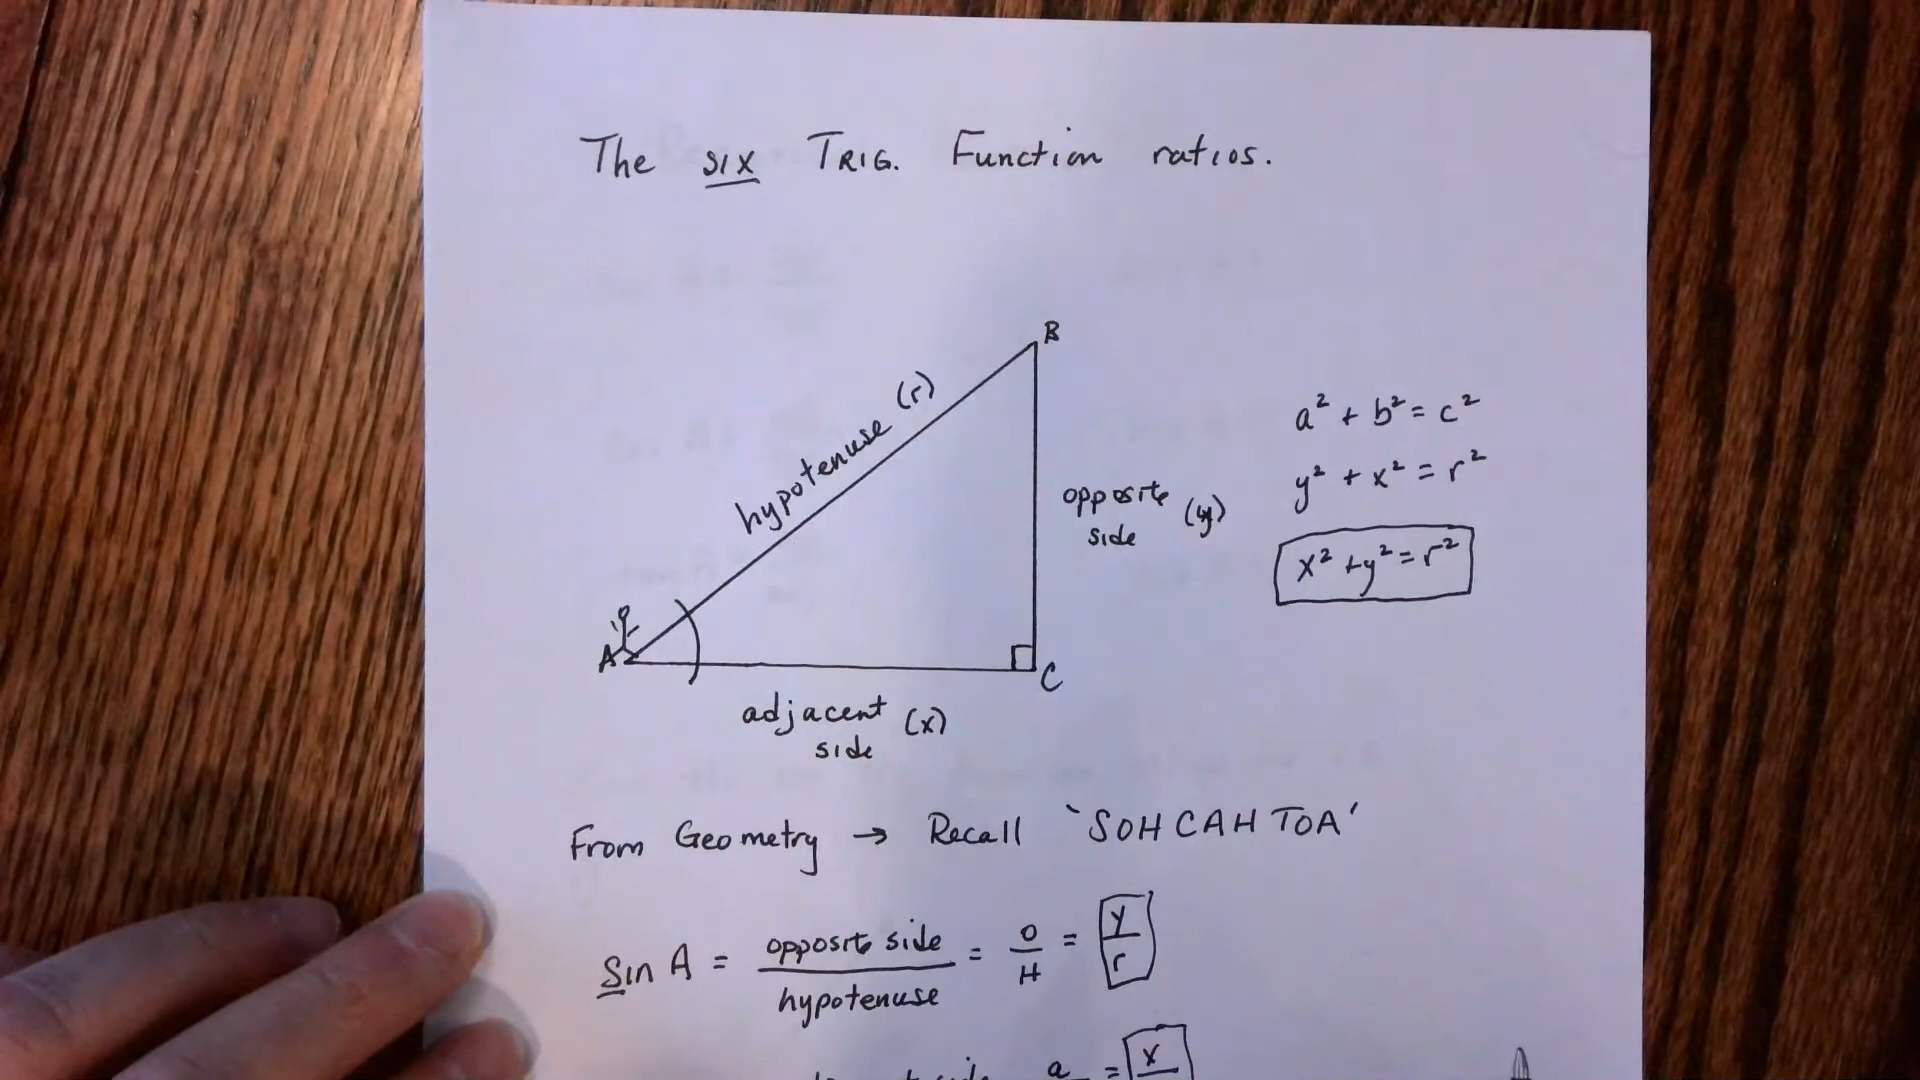 The six TRIG. Function ratios.
B
hypotenuse (r)
a² + b² = c²
y² + x² = r²
x² + y² = r²
opposite
side (y)
A
C
adjacent (x)
side
From Geometry → Recall `SOH CAH TOA'
Sin A = opposite side / hypotenuse = O/H = y/r
side a = x